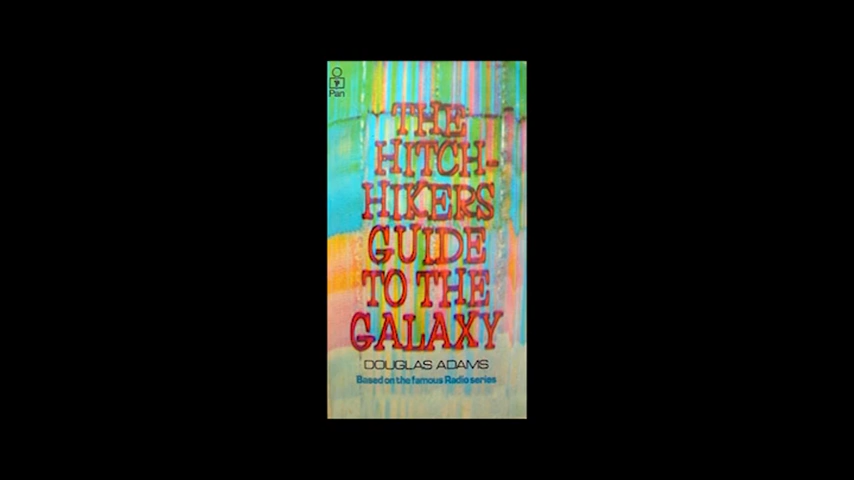 Pan
THE
HITCH-
HIKERS
GUIDE
TO THE
GALAXY
DOUGLAS ADAMS
Based on the famous Radio series